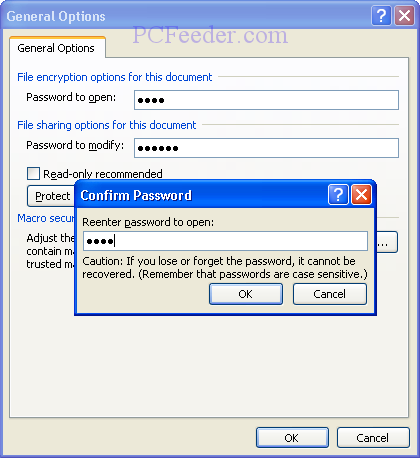 General Options
PCFeeder.com
General Options
File encryption options for this document
Password to open:
●●●●
File sharing options for this document
Password to modify:
●●●●●●
Read-only recommended
Protect
Confirm Password
Reenter password to open:
●●●●
Caution: If you lose or forget the password, it cannot be
recovered. (Remember that passwords are case sensitive.)
OK Cancel
Macro secur
Adjust the
contain ma
trusted ma
...
OK Cancel